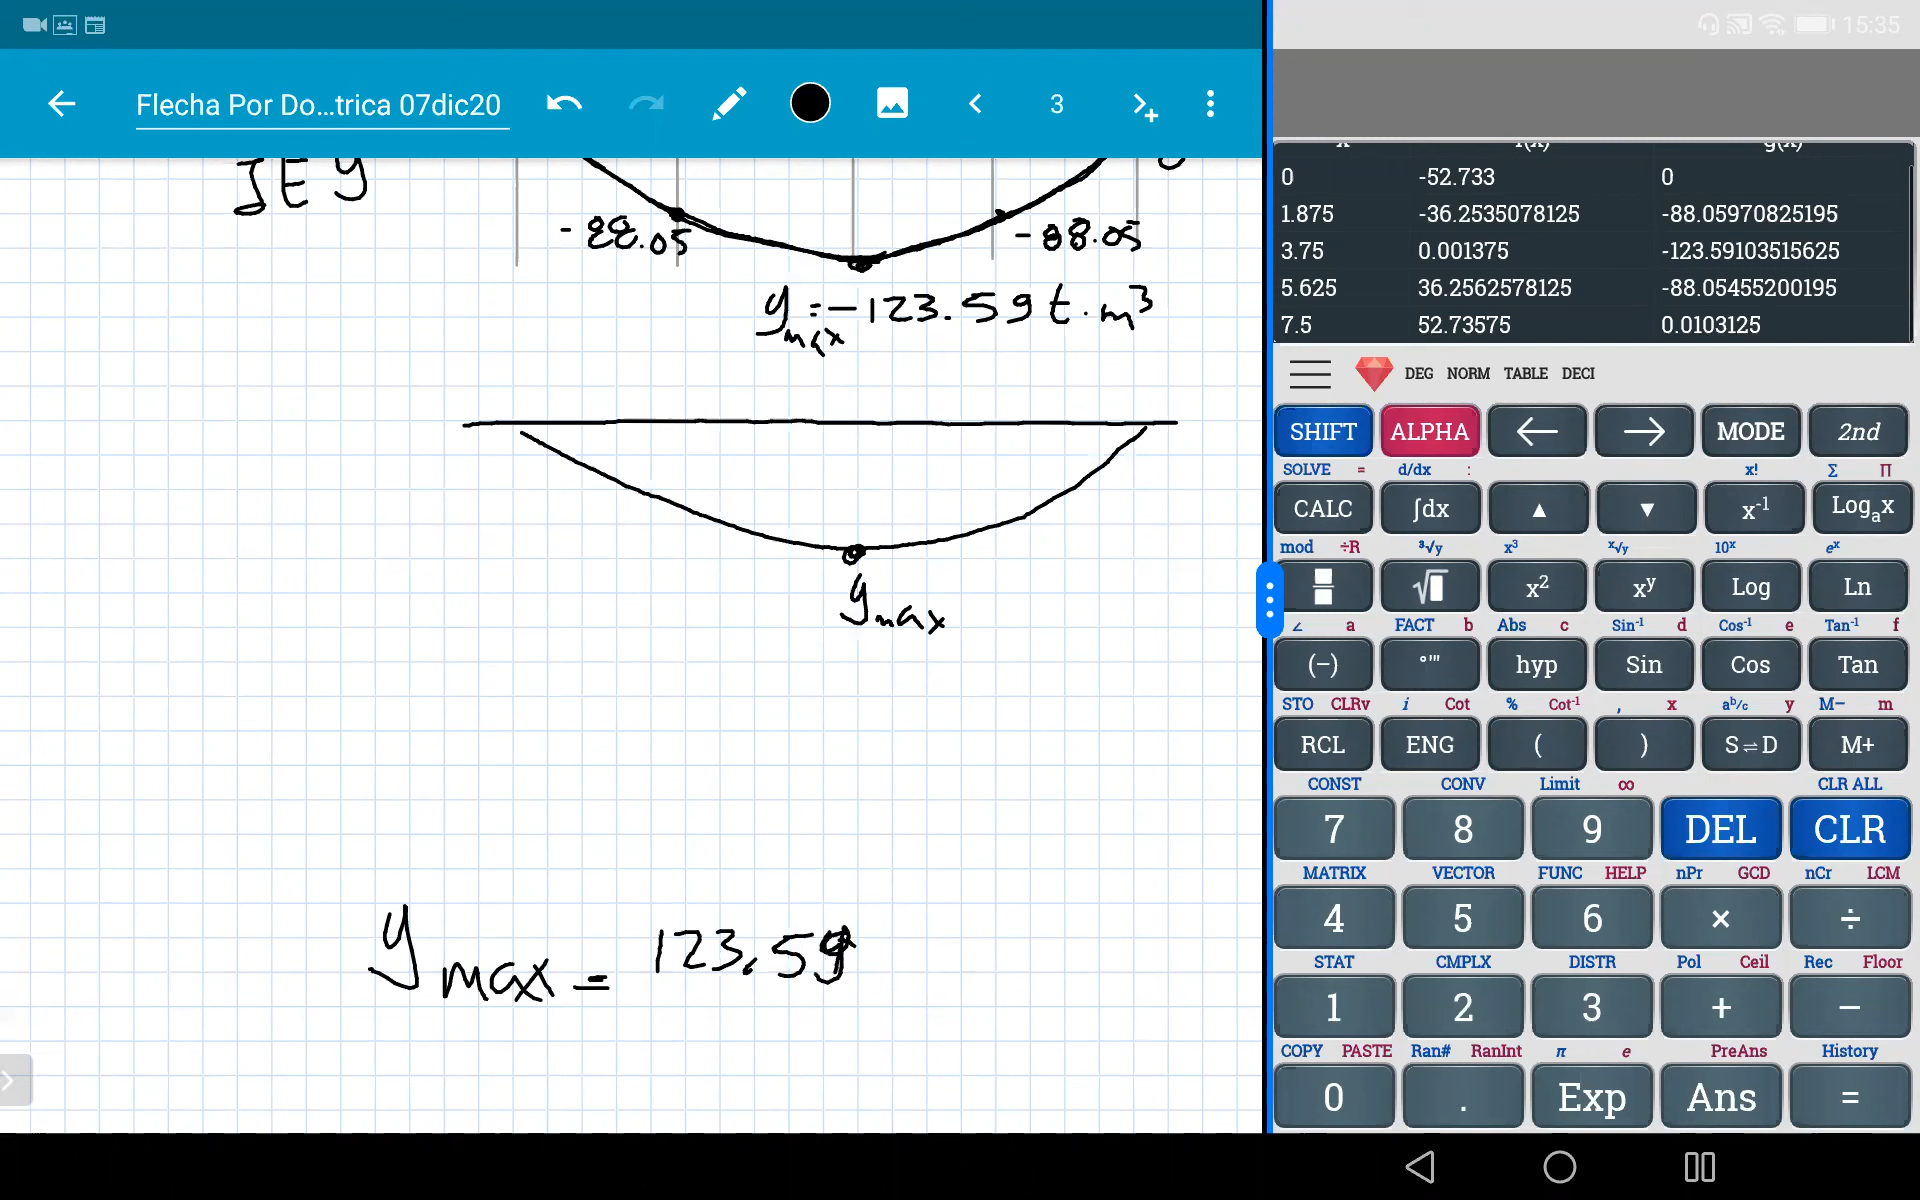 15:35
Flecha Por Do...trica 07dic20
3
JEY
-88.05
-88.05
ymax=-123.59 t·m³
ymax
ymax = 123.59
x f(x) g(x)
0 -52.733 0
1.875 -36.2535078125 -88.05970825195
3.75 0.001375 -123.59103515625
5.625 36.2562578125 -88.05455200195
7.5 52.73575 0.0103125
DEG NORM TABLE DECI
SHIFT ALPHA ← → MODE 2nd
SOLVE = d/dx : x! Σ Π
CALC ∫dx ▲ ▼ x⁻¹ Logₐx
mod ÷R ³√y x³ ˣ√y 10ˣ eˣ
√ x² xʸ Log Ln
∠ a FACT b Abs c Sin⁻¹ d Cos⁻¹ e Tan⁻¹ f
(−) °'" hyp Sin Cos Tan
STO CLRv i Cot % Cot⁻¹ , x aᵇ/c y M− m
RCL ENG ( ) S⇌D M+
CONST CONV Limit ∞ CLR ALL
7 8 9 DEL CLR
MATRIX VECTOR FUNC HELP nPr GCD nCr LCM
4 5 6 × ÷
STAT CMPLX DISTR Pol Ceil Rec Floor
1 2 3 + −
COPY PASTE Ran# RanInt π e PreAns History
0 . Exp Ans =